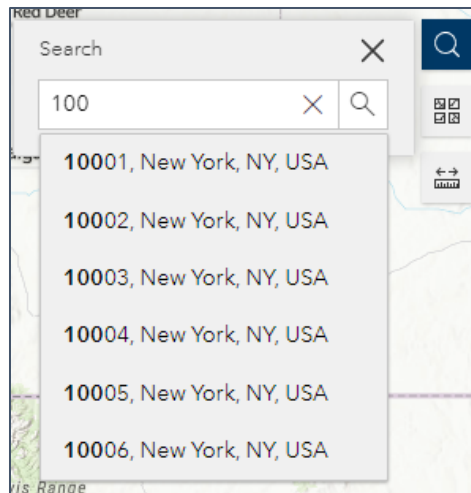 Red Deer
Search
100
10001, New York, NY, USA
10002, New York, NY, USA
10003, New York, NY, USA
10004, New York, NY, USA
10005, New York, NY, USA
10006, New York, NY, USA
vis Range